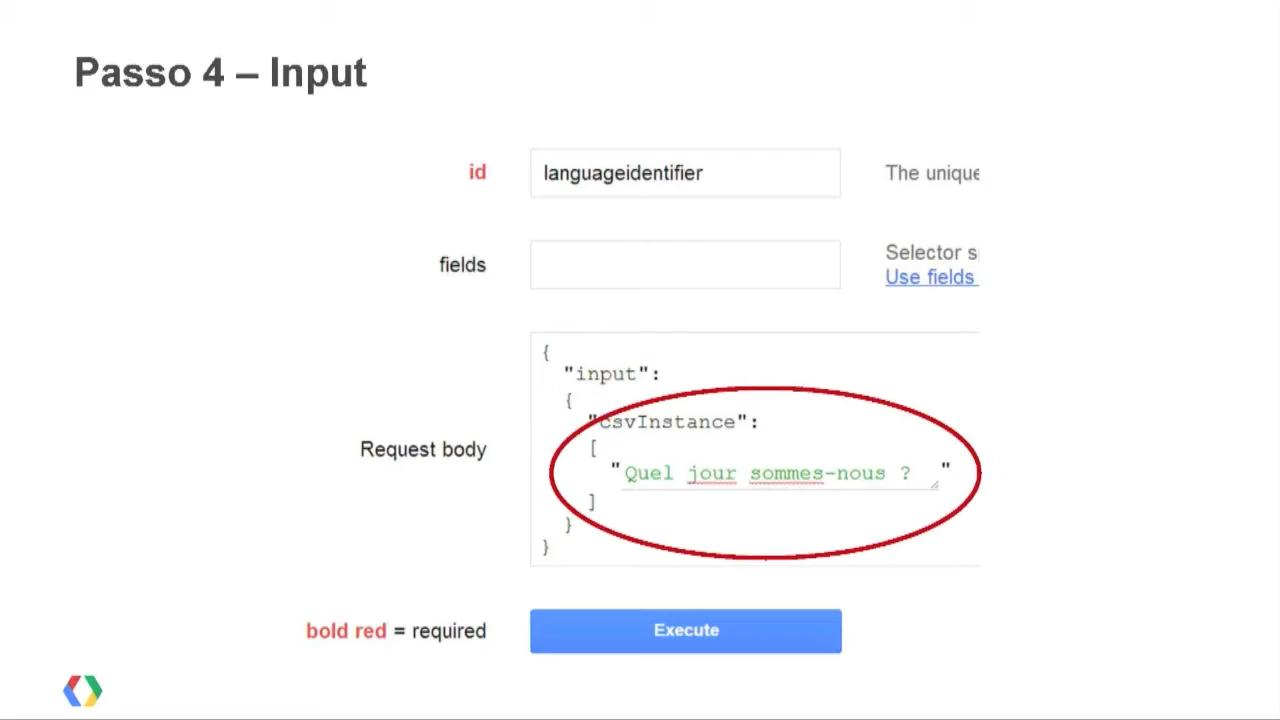 Passo 4 – Input
id
languageidentifier
The unique
fields
Selector s
Use fields
Request body
{
"input":
{
"csvInstance":
[
"Quel jour sommes-nous ? "
]
}
}
bold red = required
Execute